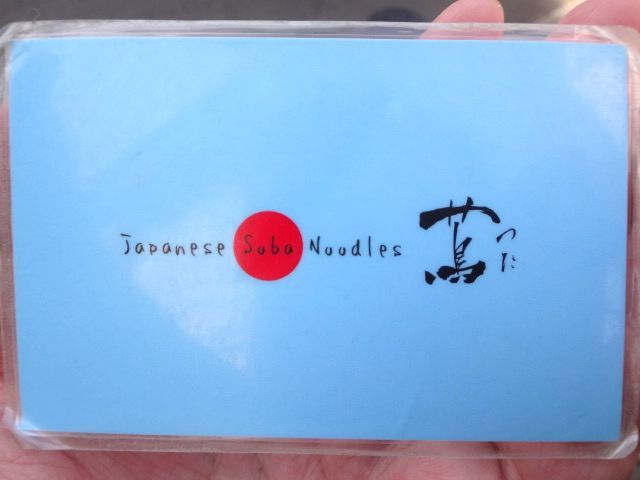 Japanese Soba Noodles 蔦
つた